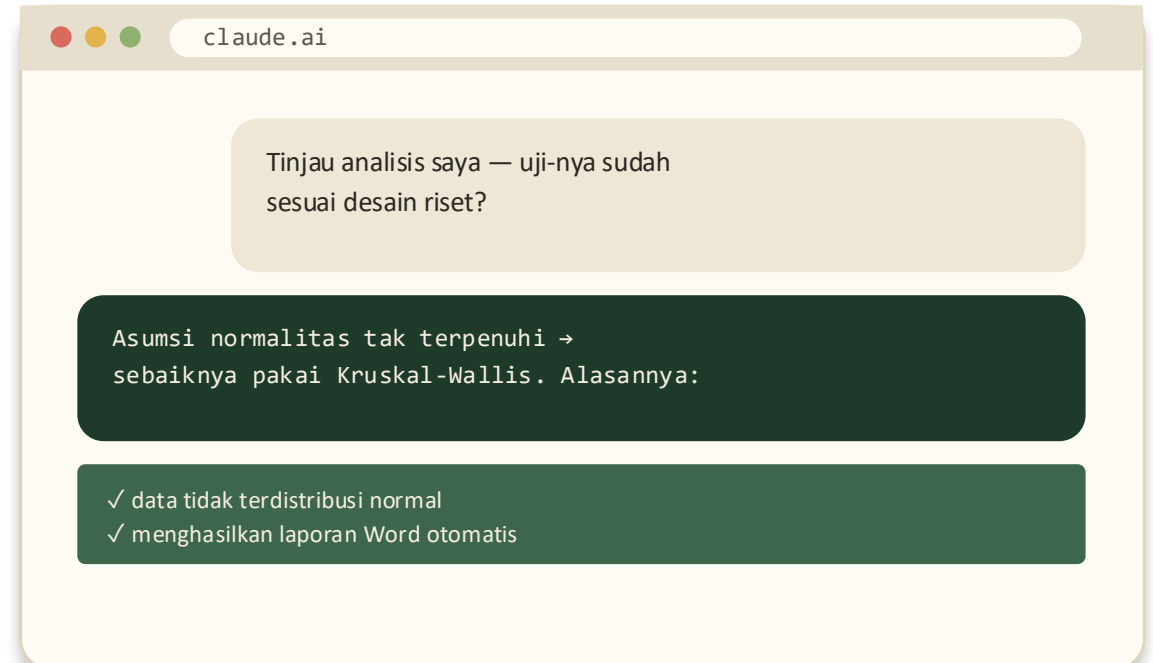 claude.ai
Tinjau analisis saya — uji-nya sudah
sesuai desain riset?
Asumsi normalitas tak terpenuhi →
sebaiknya pakai Kruskal-Wallis. Alasannya:
✓ data tidak terdistribusi normal
✓ menghasilkan laporan Word otomatis